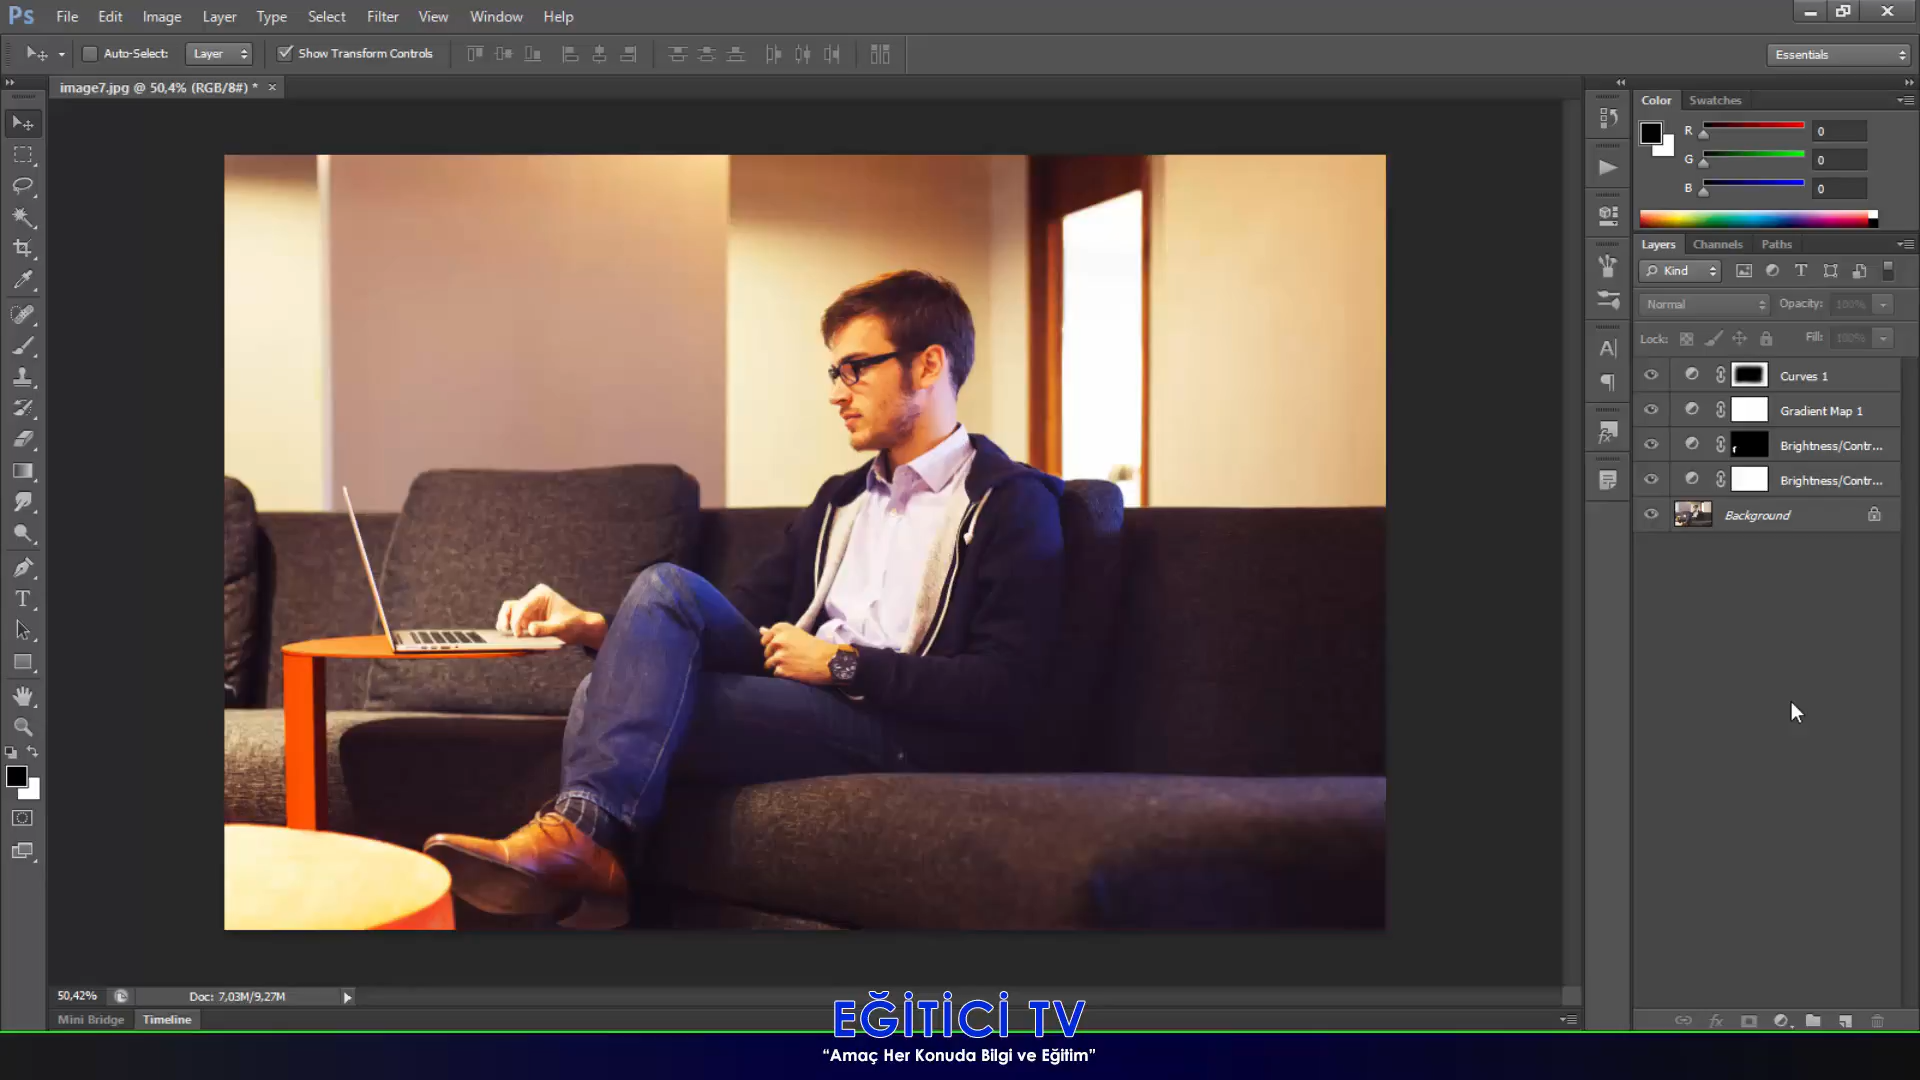 Ps File Edit Image Layer Type Select Filter View Window Help
Auto-Select: Layer Show Transform Controls Essentials
image7.jpg @ 50,4% (RGB/8#) * ×
Color Swatches
R 0
G 0
B 0
Layers Channels Paths
Kind
Normal Opacity: 100%
Lock: Fill: 100%
Curves 1
Gradient Map 1
Brightness/Contr...
Brightness/Contr...
Background
50,42% Doc: 7,03M/9,27M
Mini Bridge Timeline
EĞİTİCİ TV
“Amaç Her Konuda Bilgi ve Eğitim”